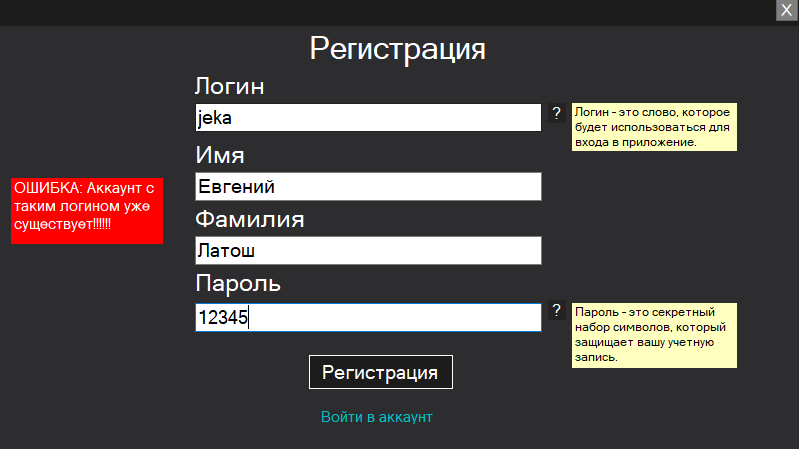 X
Регистрация
Логин
jeka
?
Логин - это слово, которое
будет использоваться для
входа в приложение.
Имя
Евгений
ОШИБКА: Аккаунт с
таким логином уже
существует!!!!!!
Фамилия
Латош
Пароль
12345
?
Пароль - это секретный
набор символов, который
защищает вашу учетную
запись.
Регистрация
Войти в аккаунт